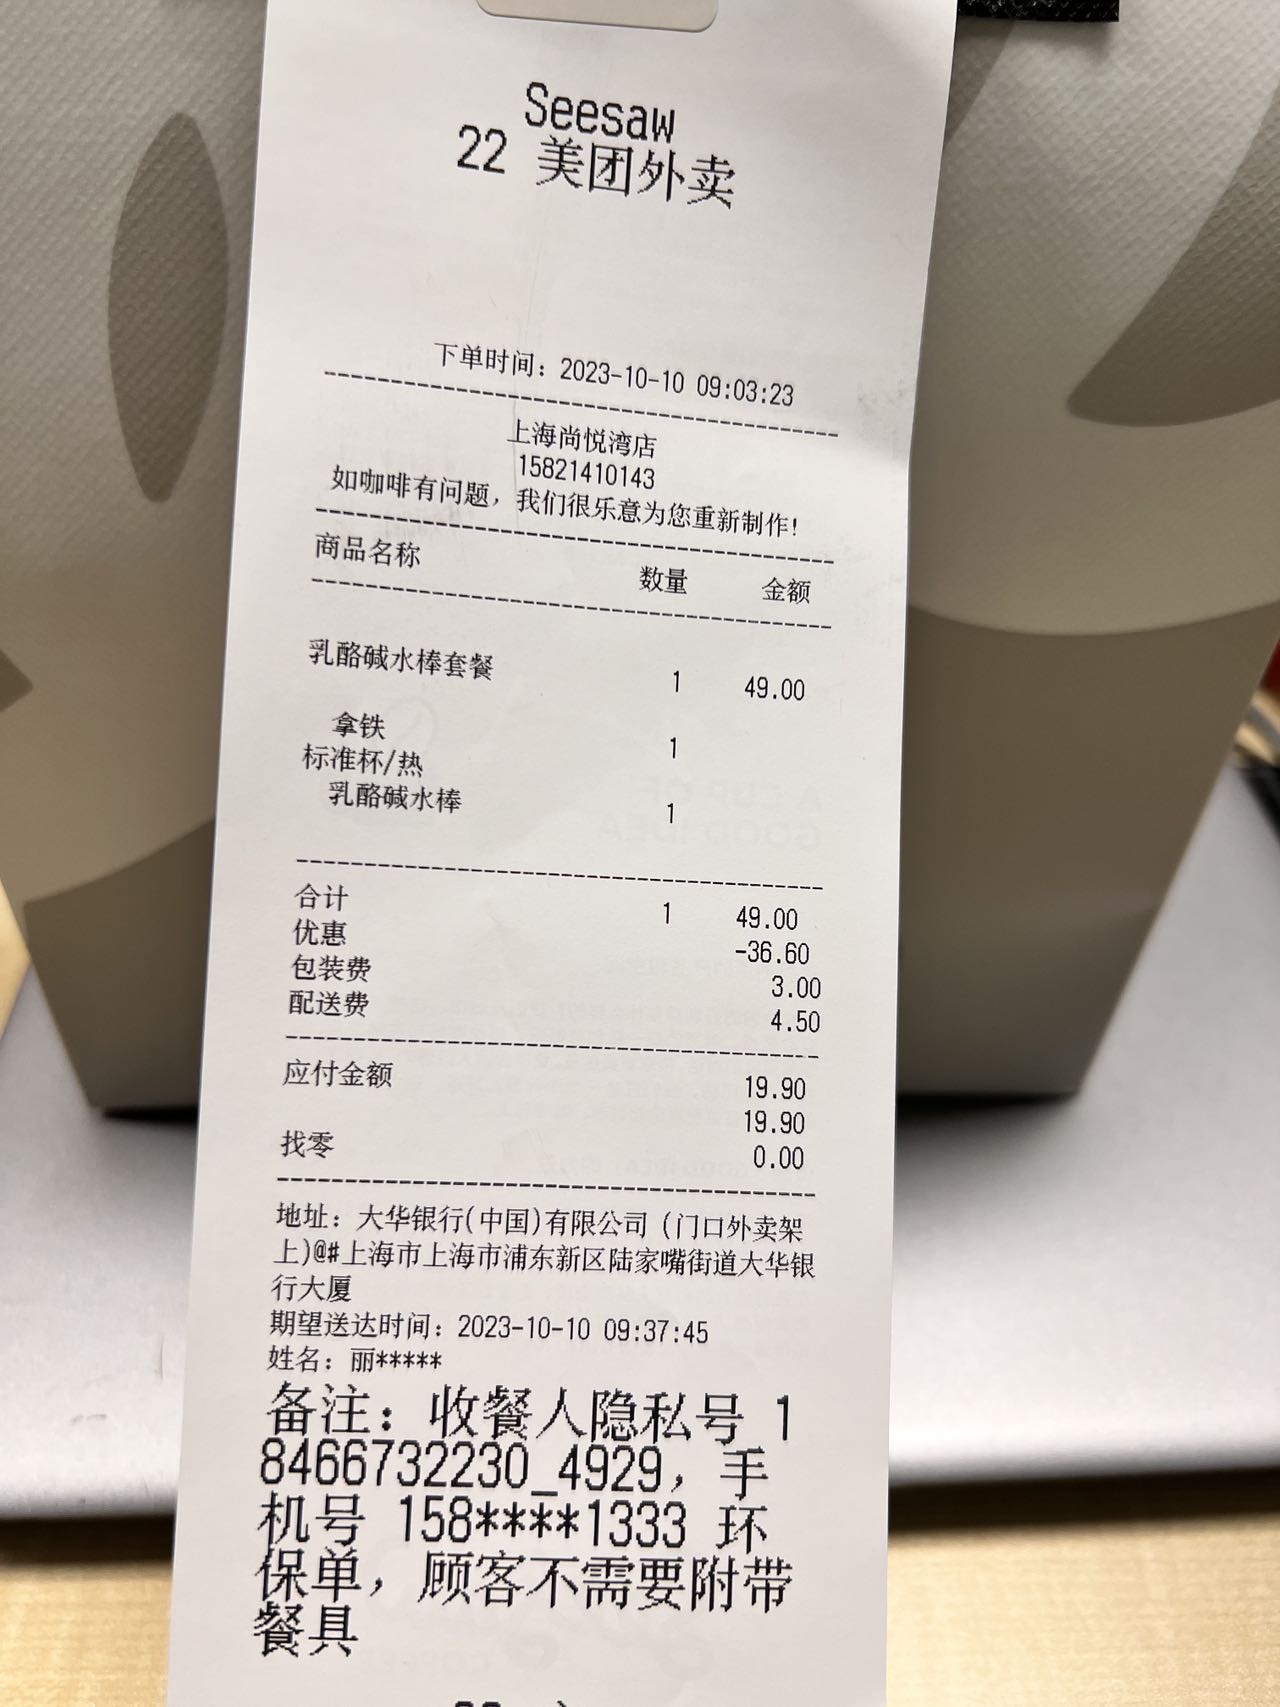 Seesaw
22 美团外卖
下单时间：2023-10-10 09:03:23
上海尚悦湾店
15821410143
如咖啡有问题，我们很乐意为您重新制作！
商品名称 数量 金额
乳酪碱水棒套餐 1 49.00
拿铁 1
标准杯/热
乳酪碱水棒 1
合计 1 49.00
优惠 -36.60
包装费 3.00
配送费 4.50
应付金额 19.90
19.90
找零 0.00
地址：大华银行(中国)有限公司 (门口外卖架
上)@#上海市上海市浦东新区陆家嘴街道大华银
行大厦
期望送达时间：2023-10-10 09:37:45
姓名：丽*****
备注：收餐人隐私号 1
8466732230_4929，手
机号 158****1333 环
保单，顾客不需要附带
餐具